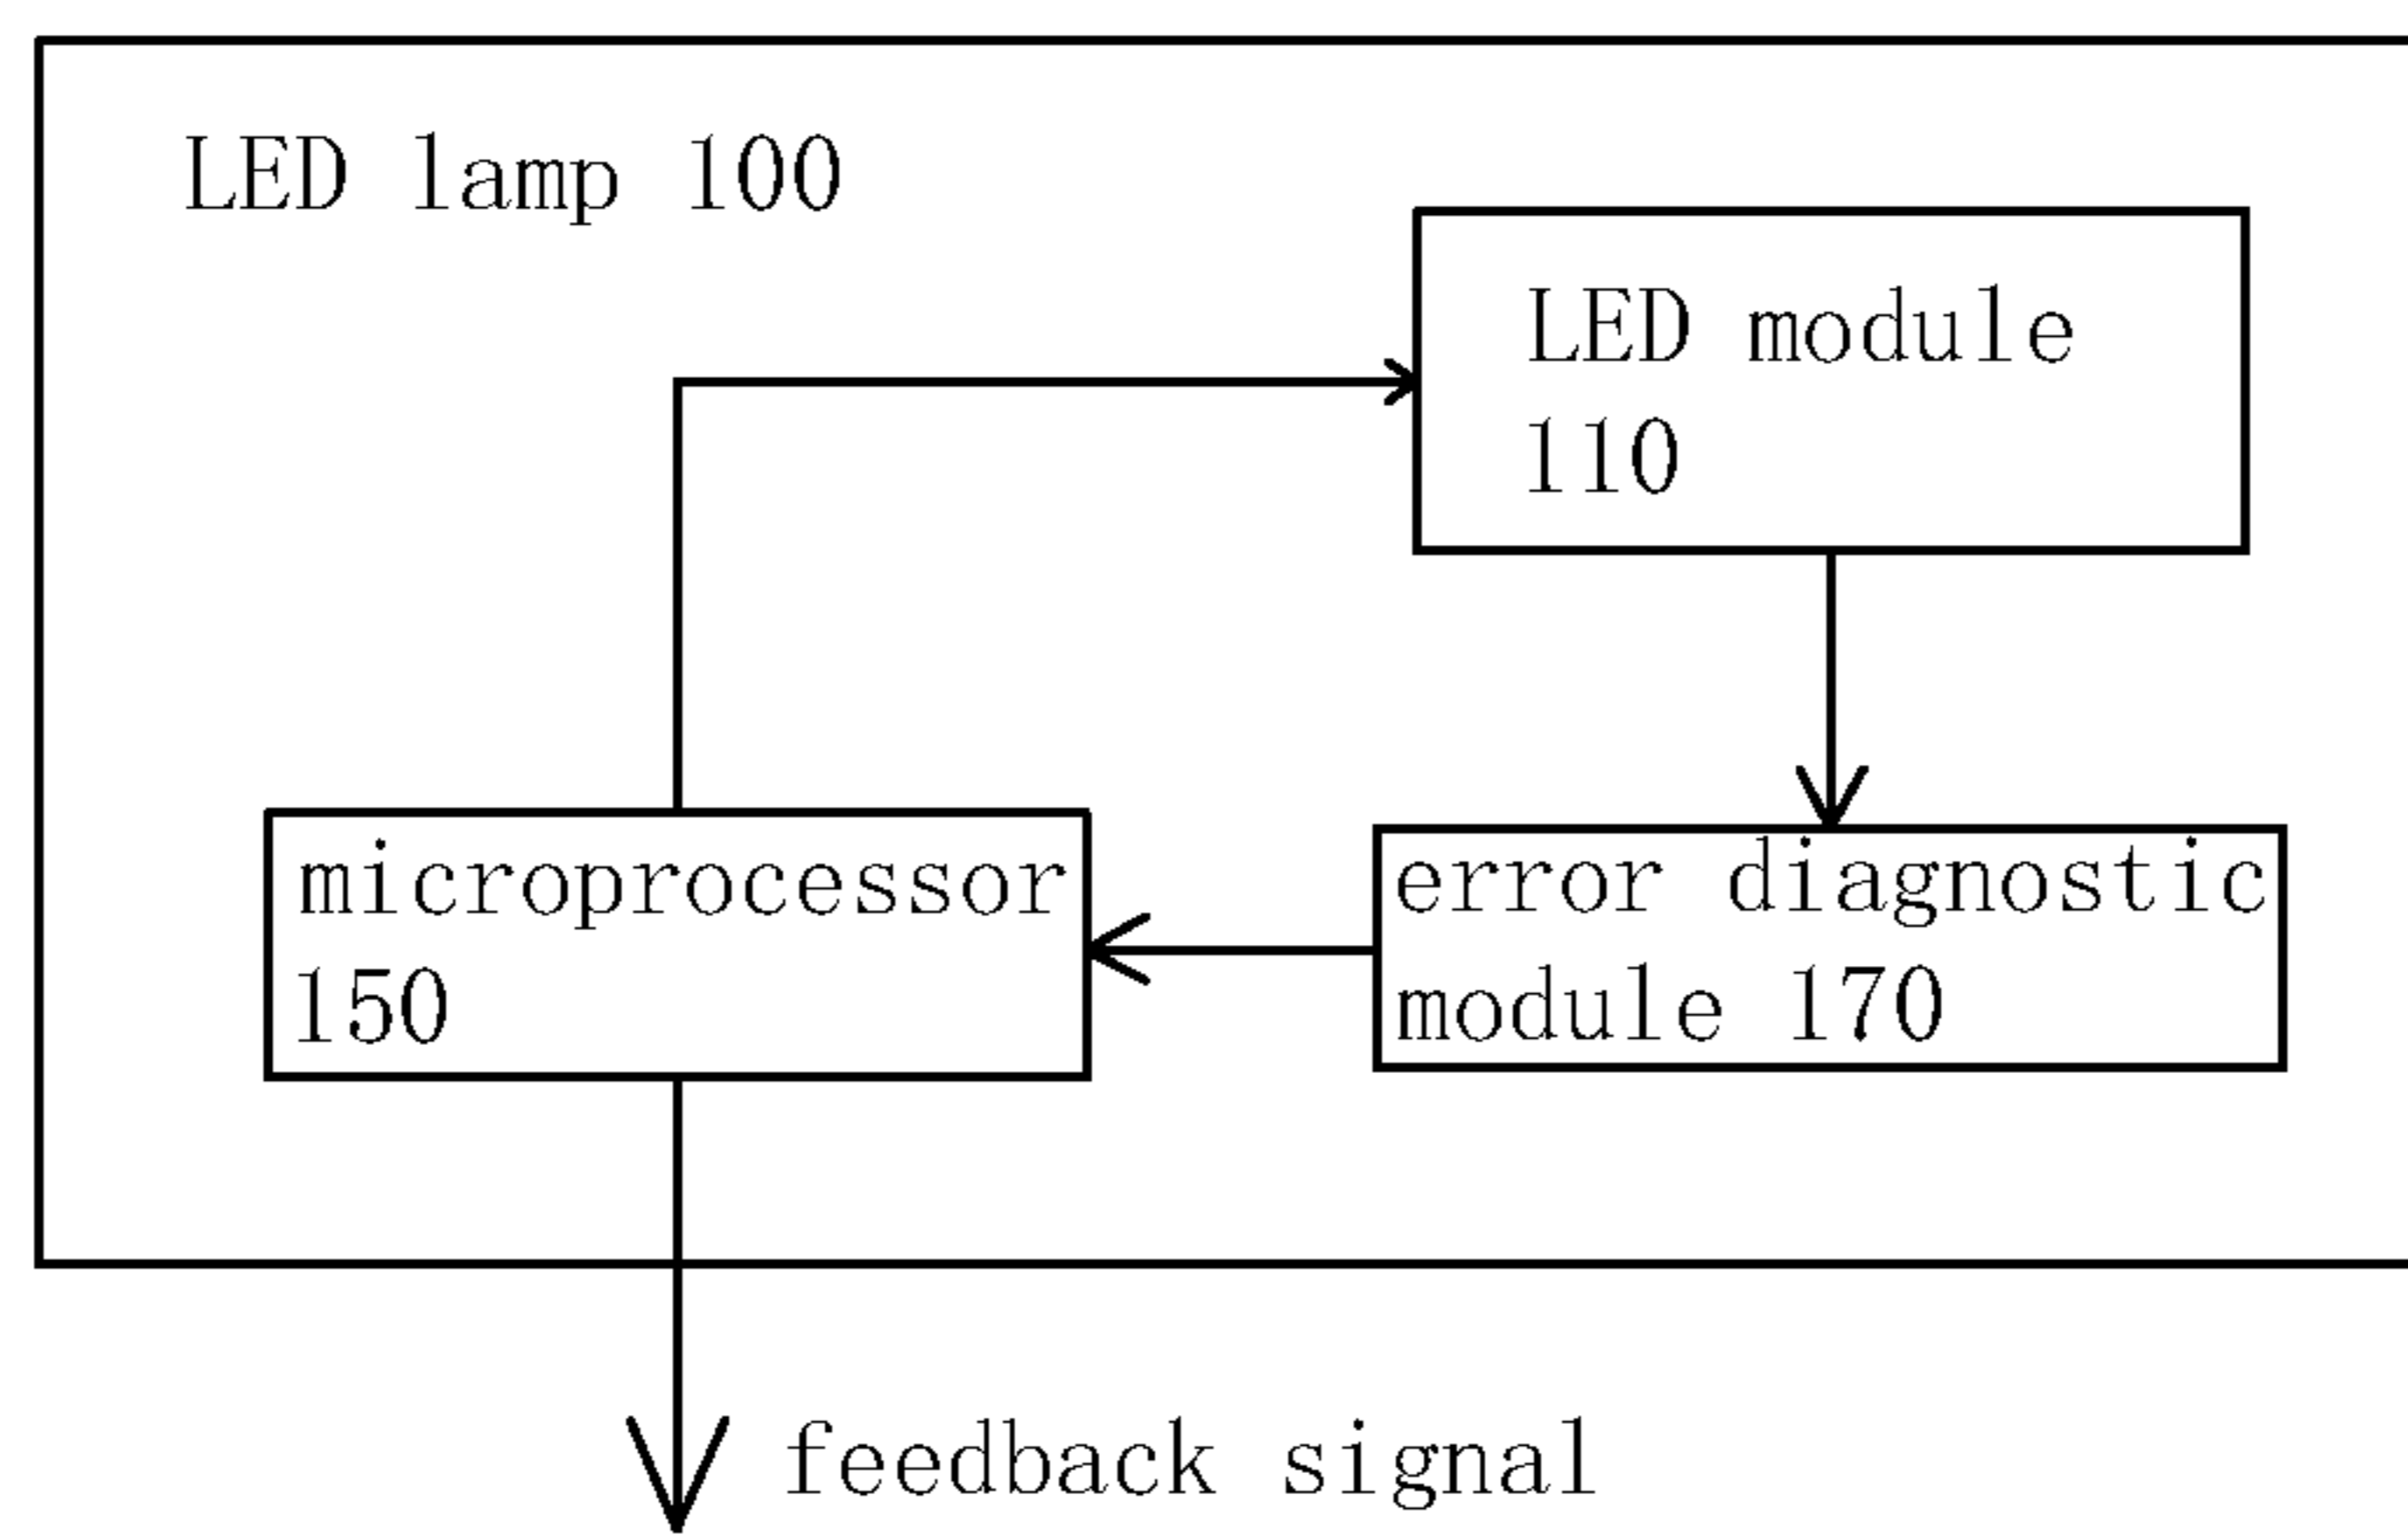 LED lamp 100
LED module
110
microprocessor
150
error diagnostic
module 170
feedback signal